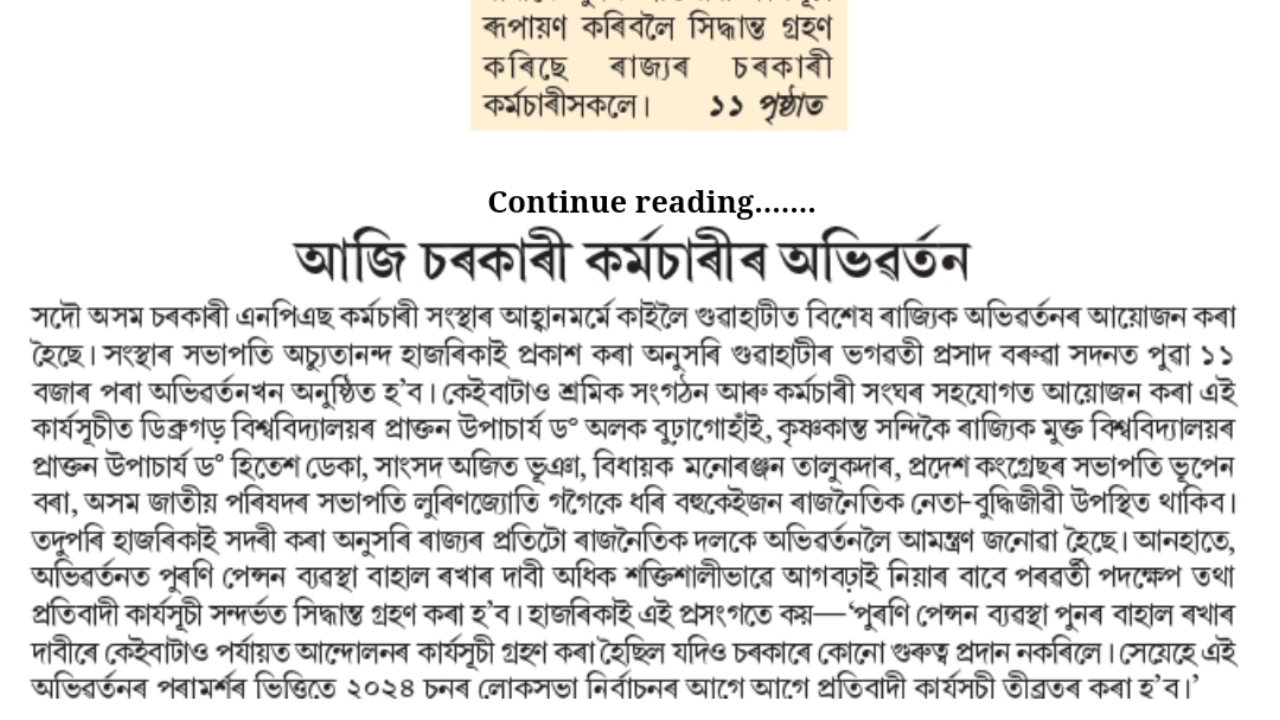 ৰূপায়ণ কৰিবলৈ সিদ্ধান্ত গ্ৰহণ
কৰিছে ৰাজ্যৰ চৰকাৰী
কৰ্মচাৰীসকলে। ১১ পৃষ্ঠাত
Continue reading.......
আজি চৰকাৰী কৰ্মচাৰীৰ অভিৱৰ্তন
সদৌ অসম চৰকাৰী এনপিএছ কৰ্মচাৰী সংস্থাৰ আহ্বানমৰ্মে কাইলৈ গুৱাহাটীত বিশেষ ৰাজ্যিক অভিৱৰ্তনৰ আয়োজন কৰা
হৈছে। সংস্থাৰ সভাপতি অচ্যুতানন্দ হাজৰিকাই প্ৰকাশ কৰা অনুসৰি গুৱাহাটীৰ ভগৱতী প্ৰসাদ বৰুৱা সদনত পুৱা ১১
বজাৰ পৰা অভিৱৰ্তনখন অনুষ্ঠিত হ'ব। কেইবাটাও শ্ৰমিক সংগঠন আৰু কৰ্মচাৰী সংঘৰ সহযোগত আয়োজন কৰা এই
কাৰ্যসূচীত ডিব্ৰুগড় বিশ্ববিদ্যালয়ৰ প্ৰাক্তন উপাচাৰ্য ড° অলক বুঢ়াগোহাঁই, কৃষ্ণকান্ত সন্দিকৈ ৰাজ্যিক মুক্ত বিশ্ববিদ্যালয়ৰ
প্ৰাক্তন উপাচাৰ্য ড° হিতেশ ডেকা, সাংসদ অজিত ভূঞা, বিধায়ক মনোৰঞ্জন তালুকদাৰ, প্ৰদেশ কংগ্ৰেছৰ সভাপতি ভূপেন
বৰা, অসম জাতীয় পৰিষদৰ সভাপতি লুৰিণজ্যোতি গগৈকে ধৰি বহুকেইজন ৰাজনৈতিক নেতা-বুদ্ধিজীৱী উপস্থিত থাকিব।
তদুপৰি হাজৰিকাই সদৰী কৰা অনুসৰি ৰাজ্যৰ প্ৰতিটো ৰাজনৈতিক দলকে অভিৱৰ্তনলৈ আমন্ত্ৰণ জনোৱা হৈছে। আনহাতে,
অভিৱৰ্তনত পুৰণি পেন্সন ব্যৱস্থা বাহাল ৰখাৰ দাবী অধিক শক্তিশালীভাৱে আগবঢ়াই নিয়াৰ বাবে পৰৱৰ্তী পদক্ষেপ তথা
প্ৰতিবাদী কাৰ্যসূচী সন্দৰ্ভত সিদ্ধান্ত গ্ৰহণ কৰা হ'ব। হাজৰিকাই এই প্ৰসংগতে কয়—'পুৰণি পেন্সন ব্যৱস্থা পুনৰ বাহাল ৰখাৰ
দাবীৰে কেইবাটাও পৰ্যায়ত আন্দোলনৰ কাৰ্যসূচী গ্ৰহণ কৰা হৈছিল যদিও চৰকাৰে কোনো গুৰুত্ব প্ৰদান নকৰিলে। সেয়েহে এই
অভিৱৰ্তনৰ পৰামৰ্শৰ ভিত্তিতে ২০২৪ চনৰ লোকসভা নিৰ্বাচনৰ আগে আগে প্ৰতিবাদী কাৰ্যসূচী তীব্ৰতৰ কৰা হ'ব।'